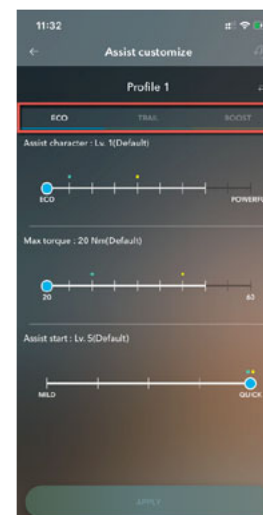 11:32
Assist customize
Profile 1
ECO TRAIL BOOST
Assist character : Lv. 1(Default)
ECO POWERFU
Max torque : 20 Nm(Default)
20 60
Assist start : Lv. 5(Default)
MILD QUICK
APPLY